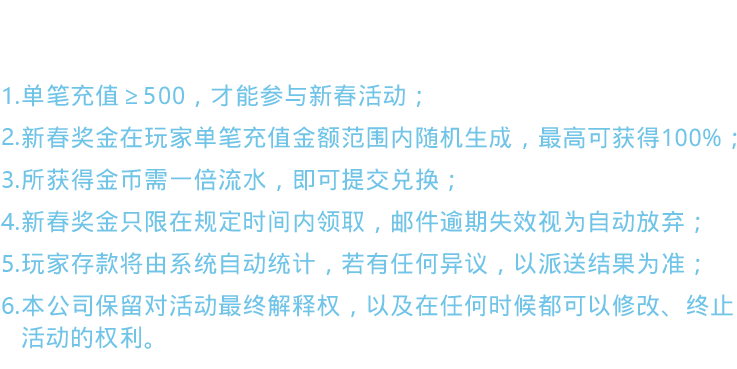 1.单笔充值≥500，才能参与新春活动；
2.新春奖金在玩家单笔充值金额范围内随机生成，最高可获得100%；
3.所获得金币需一倍流水，即可提交兑换；
4.新春奖金只限在规定时间内领取，邮件逾期失效视为自动放弃；
5.玩家存款将由系统自动统计，若有任何异议，以派送结果为准；
6.本公司保留对活动最终解释权，以及在任何时候都可以修改、终止
活动的权利。